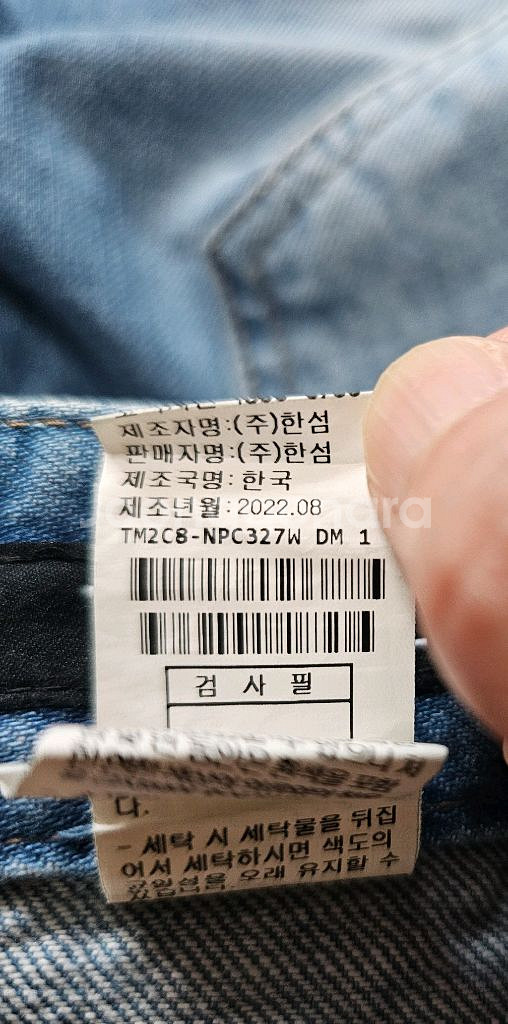 제조자명:(주)한섬
판매자명:(주)한섬
제조국명: 한국
제조년월: 2022.08
TM2C8-NPC327W DM 1
검 사 필
다.
- 세탁 시 세탁물을 뒤집
어서 세탁하시면 색도의
오래 유지할 수